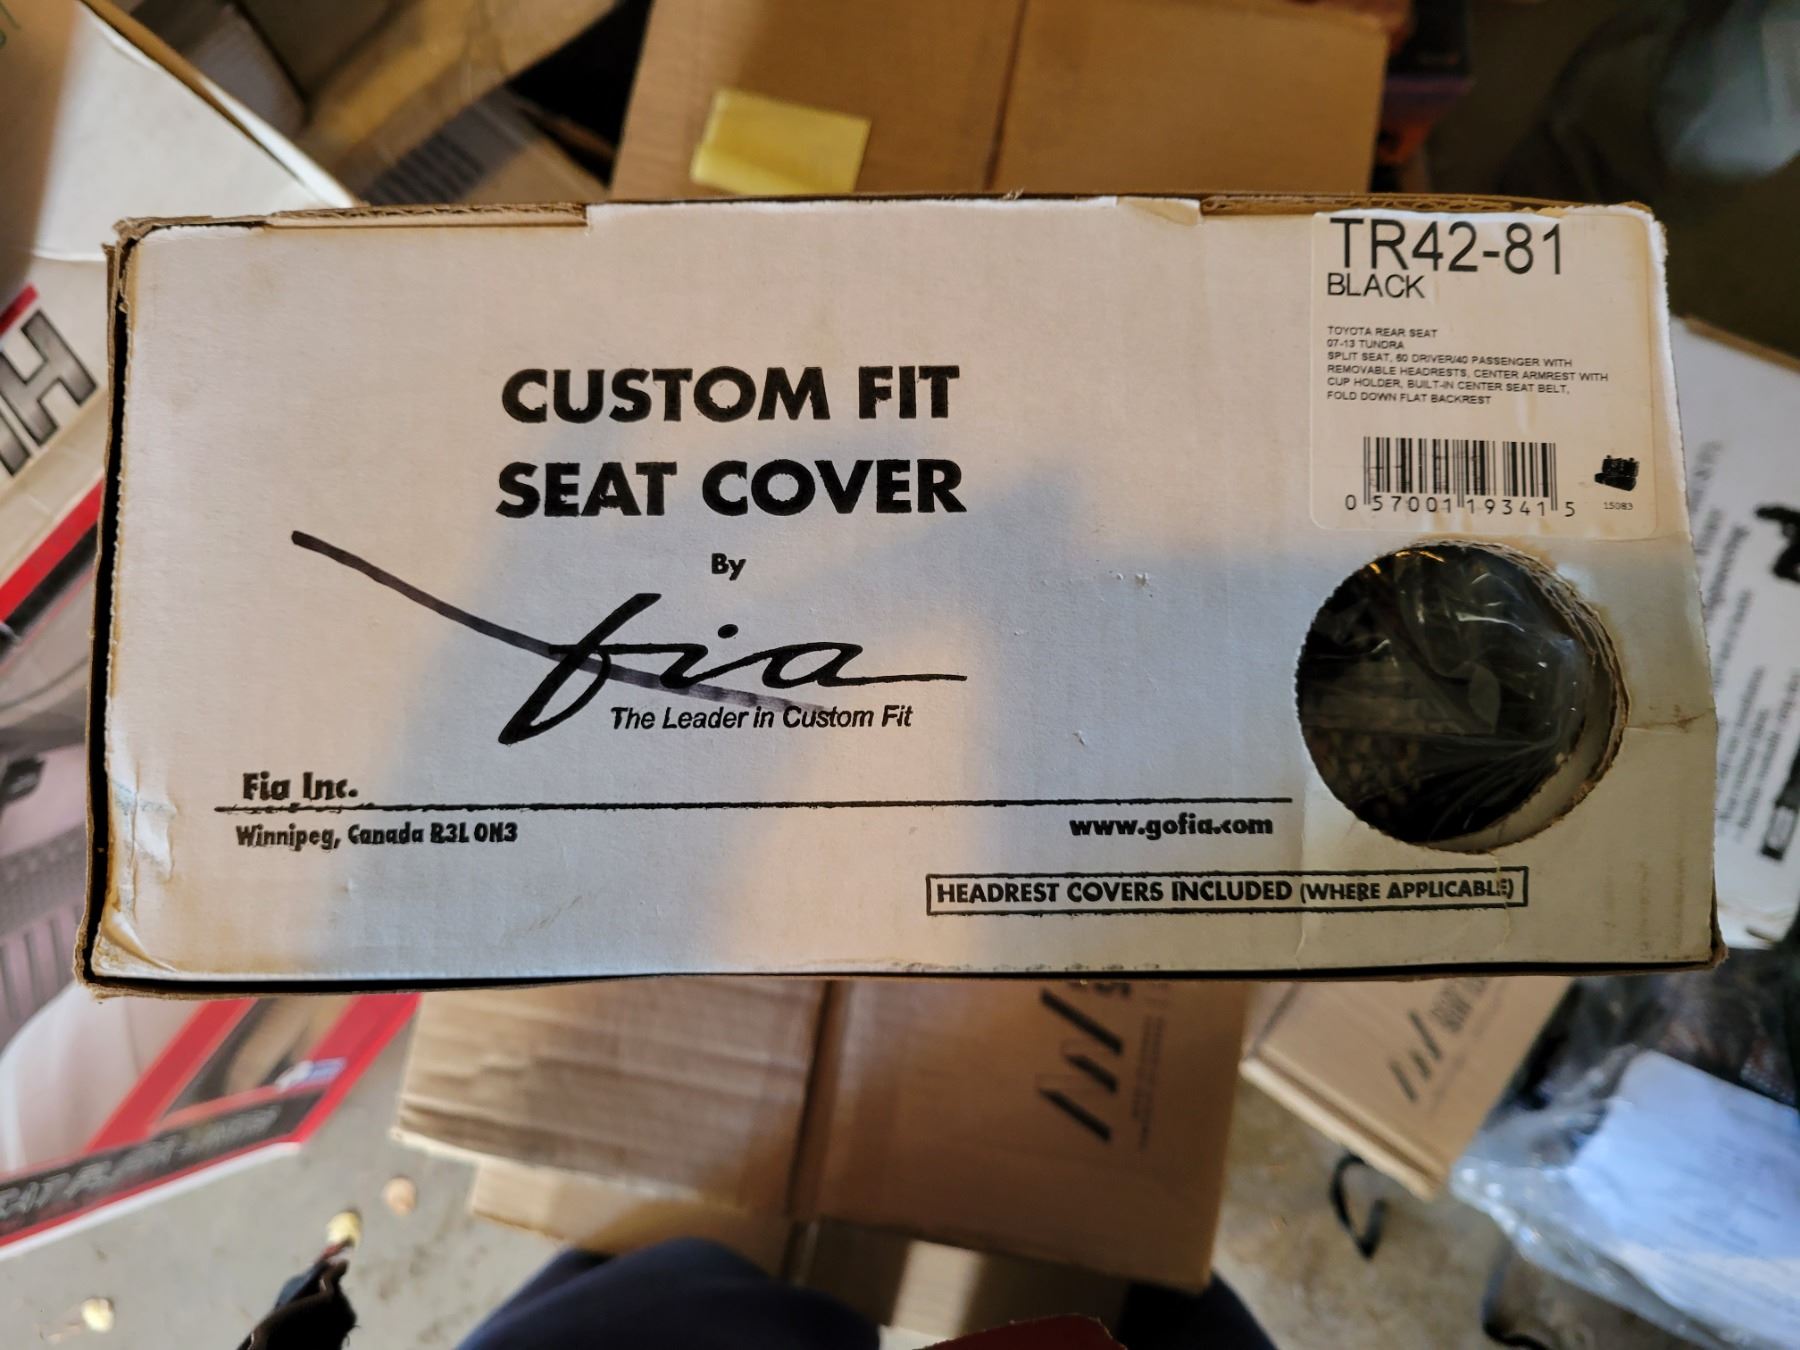 TR42-81
BLACK
TOYOTA REAR SEAT
07-13 TUNDRA
SPLIT SEAT, 60 DRIVER/40 PASSENGER WITH
REMOVABLE HEADRESTS, CENTER ARMREST WITH
CUP HOLDER, BUILT-IN CENTER SEAT BELT,
FOLD DOWN FLAT BACKREST
0 57001 19341 5
15083
CUSTOM FIT
SEAT COVER
By
fia
The Leader in Custom Fit
Fia Inc.
Winnipeg, Canada R3L 0N3
www.gofia.com
HEADREST COVERS INCLUDED (WHERE APPLICABLE)